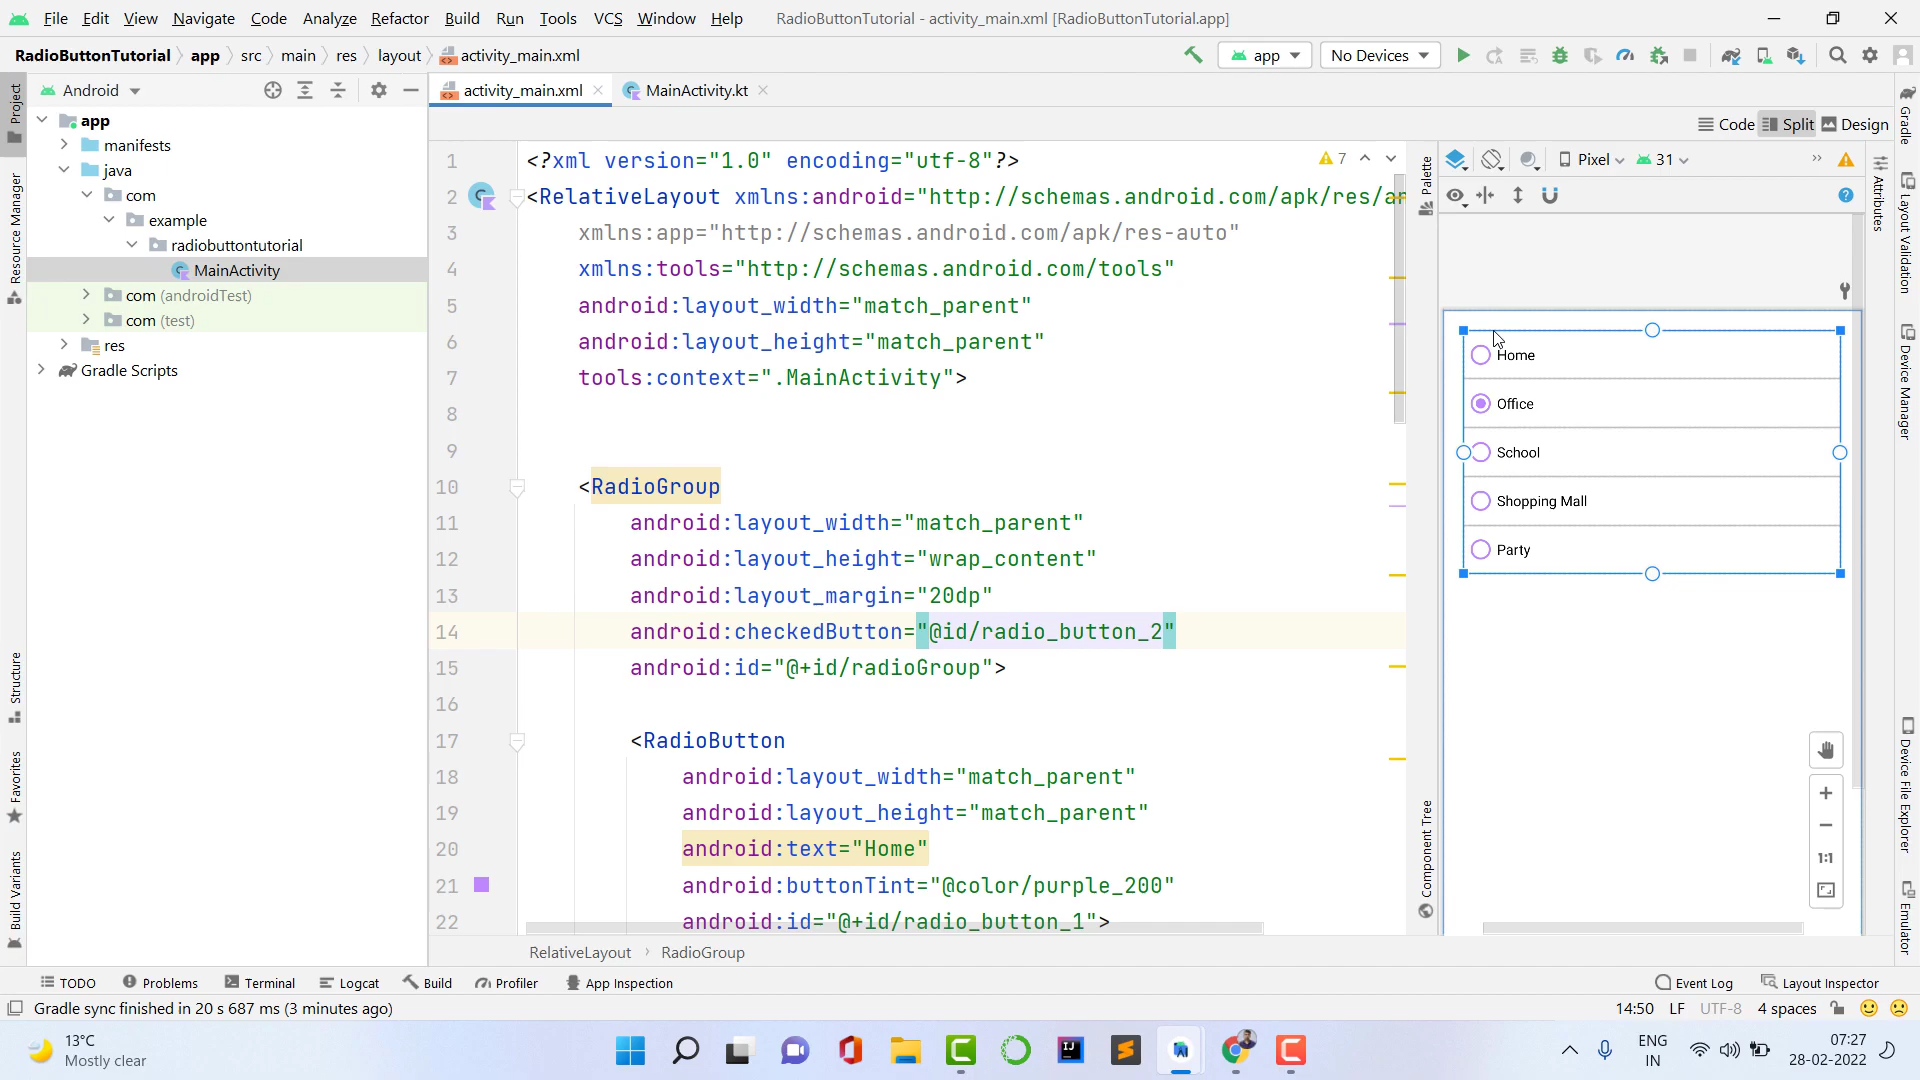 File Edit View Navigate Code Analyze Refactor Build Run Tools VCS Window Help RadioButtonTutorial - activity_main.xml [RadioButtonTutorial.app]
RadioButtonTutorial app src main res layout activity_main.xml app No Devices
Android activity_main.xml MainActivity.kt
Code Split Design
app
manifests
java
com
example
radiobuttontutorial
MainActivity
com (androidTest)
com (test)
res
Gradle Scripts
Project
Resource Manager
Structure
Favorites
Build Variants
1 <?xml version="1.0" encoding="utf-8"?> 7
2 <RelativeLayout xmlns:android="http://schemas.android.com/apk/res/an
3 xmlns:app="http://schemas.android.com/apk/res-auto"
4 xmlns:tools="http://schemas.android.com/tools"
5 android:layout_width="match_parent"
6 android:layout_height="match_parent"
7 tools:context=".MainActivity">
8
9
10 <RadioGroup
11 android:layout_width="match_parent"
12 android:layout_height="wrap_content"
13 android:layout_margin="20dp"
14 android:checkedButton="@id/radio_button_2"
15 android:id="@+id/radioGroup">
16
17 <RadioButton
18 android:layout_width="match_parent"
19 android:layout_height="match_parent"
20 android:text="Home"
21 android:buttonTint="@color/purple_200"
22 android:id="@+id/radio_button_1">
RelativeLayout RadioGroup
Palette
Component Tree
Pixel 31
Home
Office
School
Shopping Mall
Party
1:1
Attributes
Gradle
Layout Validation
Device Manager
Device File Explorer
Emulator
TODO Problems Terminal Logcat Build Profiler App Inspection Event Log Layout Inspector
Gradle sync finished in 20 s 687 ms (3 minutes ago) 14:50 LF UTF-8 4 spaces
13°C
Mostly clear
ENG
IN
07:27
28-02-2022